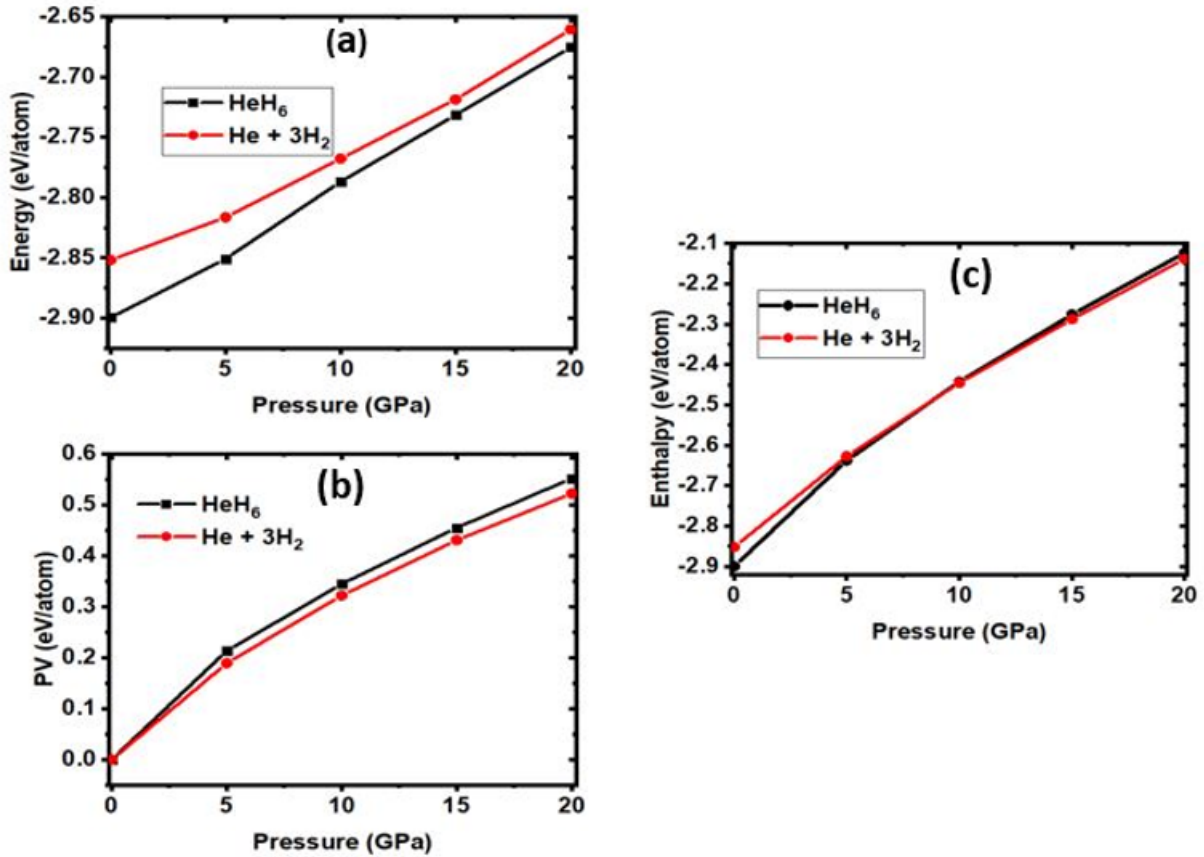 (a)
Energy (eV/atom)
-2.65
-2.70
-2.75
-2.80
-2.85
-2.90
HeH6
He + 3H2
0 5 10 15 20
Pressure (GPa)
(b)
PV (eV/atom)
0.6
0.5
0.4
0.3
0.2
0.1
0.0
HeH6
He + 3H2
0 5 10 15 20
Pressure (GPa)
(c)
Enthalpy (eV/atom)
-2.1
-2.2
-2.3
-2.4
-2.5
-2.6
-2.7
-2.8
-2.9
HeH6
He + 3H2
0 5 10 15 20
Pressure (GPa)